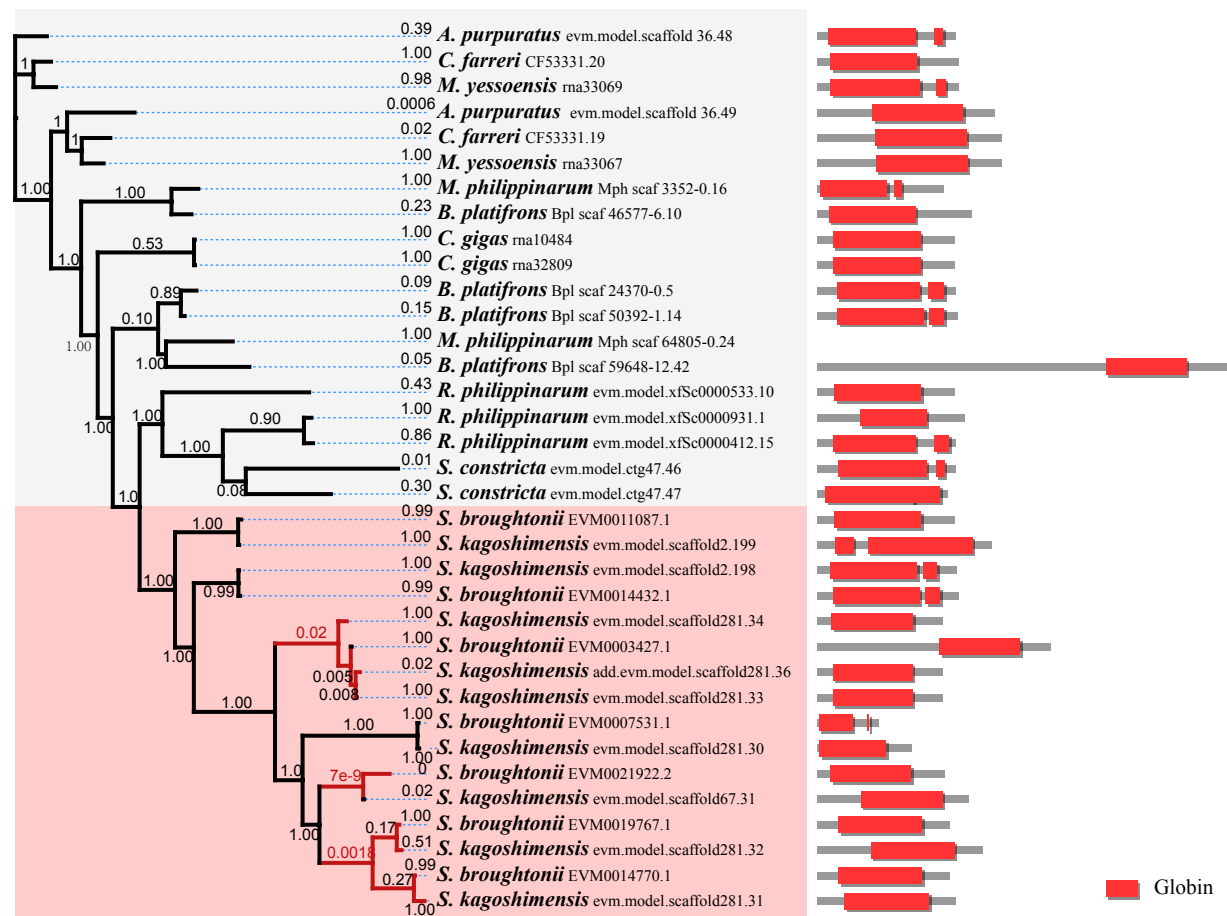 0.39 A. purpuratus evm.model.scaffold 36.48
1.00 C. farreri CF53331.20
1
0.98 M. yessoensis rna33069
0.0006 A. purpuratus evm.model.scaffold 36.49
1
0.02 C. farreri CF53331.19
1
1.00 M. yessoensis rna33067
1.00
1.00 1.00 M. philippinarum Mph scaf 3352-0.16
0.23 B. platifrons Bpl scaf 46577-6.10
0.53 1.00 C. gigas rna10484
1.0 1.00 C. gigas rna32809
0.89 0.09 B. platifrons Bpl scaf 24370-0.5
0.10 0.15 B. platifrons Bpl scaf 50392-1.14
1.00 1.00 M. philippinarum Mph scaf 64805-0.24
1.00 0.05 B. platifrons Bpl scaf 59648-12.42
0.43 R. philippinarum evm.model.xfSc0000533.10
1.00 1.00 0.90 1.00 R. philippinarum evm.model.xfSc0000931.1
1.00 0.86 R. philippinarum evm.model.xfSc0000412.15
0.01 S. constricta evm.model.ctg47.46
1.0 0.08 0.30 S. constricta evm.model.ctg47.47
1.00 0.99 S. broughtonii EVM0011087.1
1.00 S. kagoshimensis evm.model.scaffold2.199
1.00 1.00 S. kagoshimensis evm.model.scaffold2.198
0.99 0.99 S. broughtonii EVM0014432.1
1.00 S. kagoshimensis evm.model.scaffold281.34
1.00 0.02 1.00 S. broughtonii EVM0003427.1
0.005 0.02 S. kagoshimensis add.evm.model.scaffold281.36
1.00 0.008 1.00 S. kagoshimensis evm.model.scaffold281.33
1.00 1.00 S. broughtonii EVM0007531.1
1.00 S. kagoshimensis evm.model.scaffold281.30
1.0 7e-9 0 S. broughtonii EVM0021922.2
0.02 S. kagoshimensis evm.model.scaffold67.31
1.00 0.17 1.00 S. broughtonii EVM0019767.1
0.0018 0.51 S. kagoshimensis evm.model.scaffold281.32
0.27 0.99 S. broughtonii EVM0014770.1
1.00 S. kagoshimensis evm.model.scaffold281.31
Globin